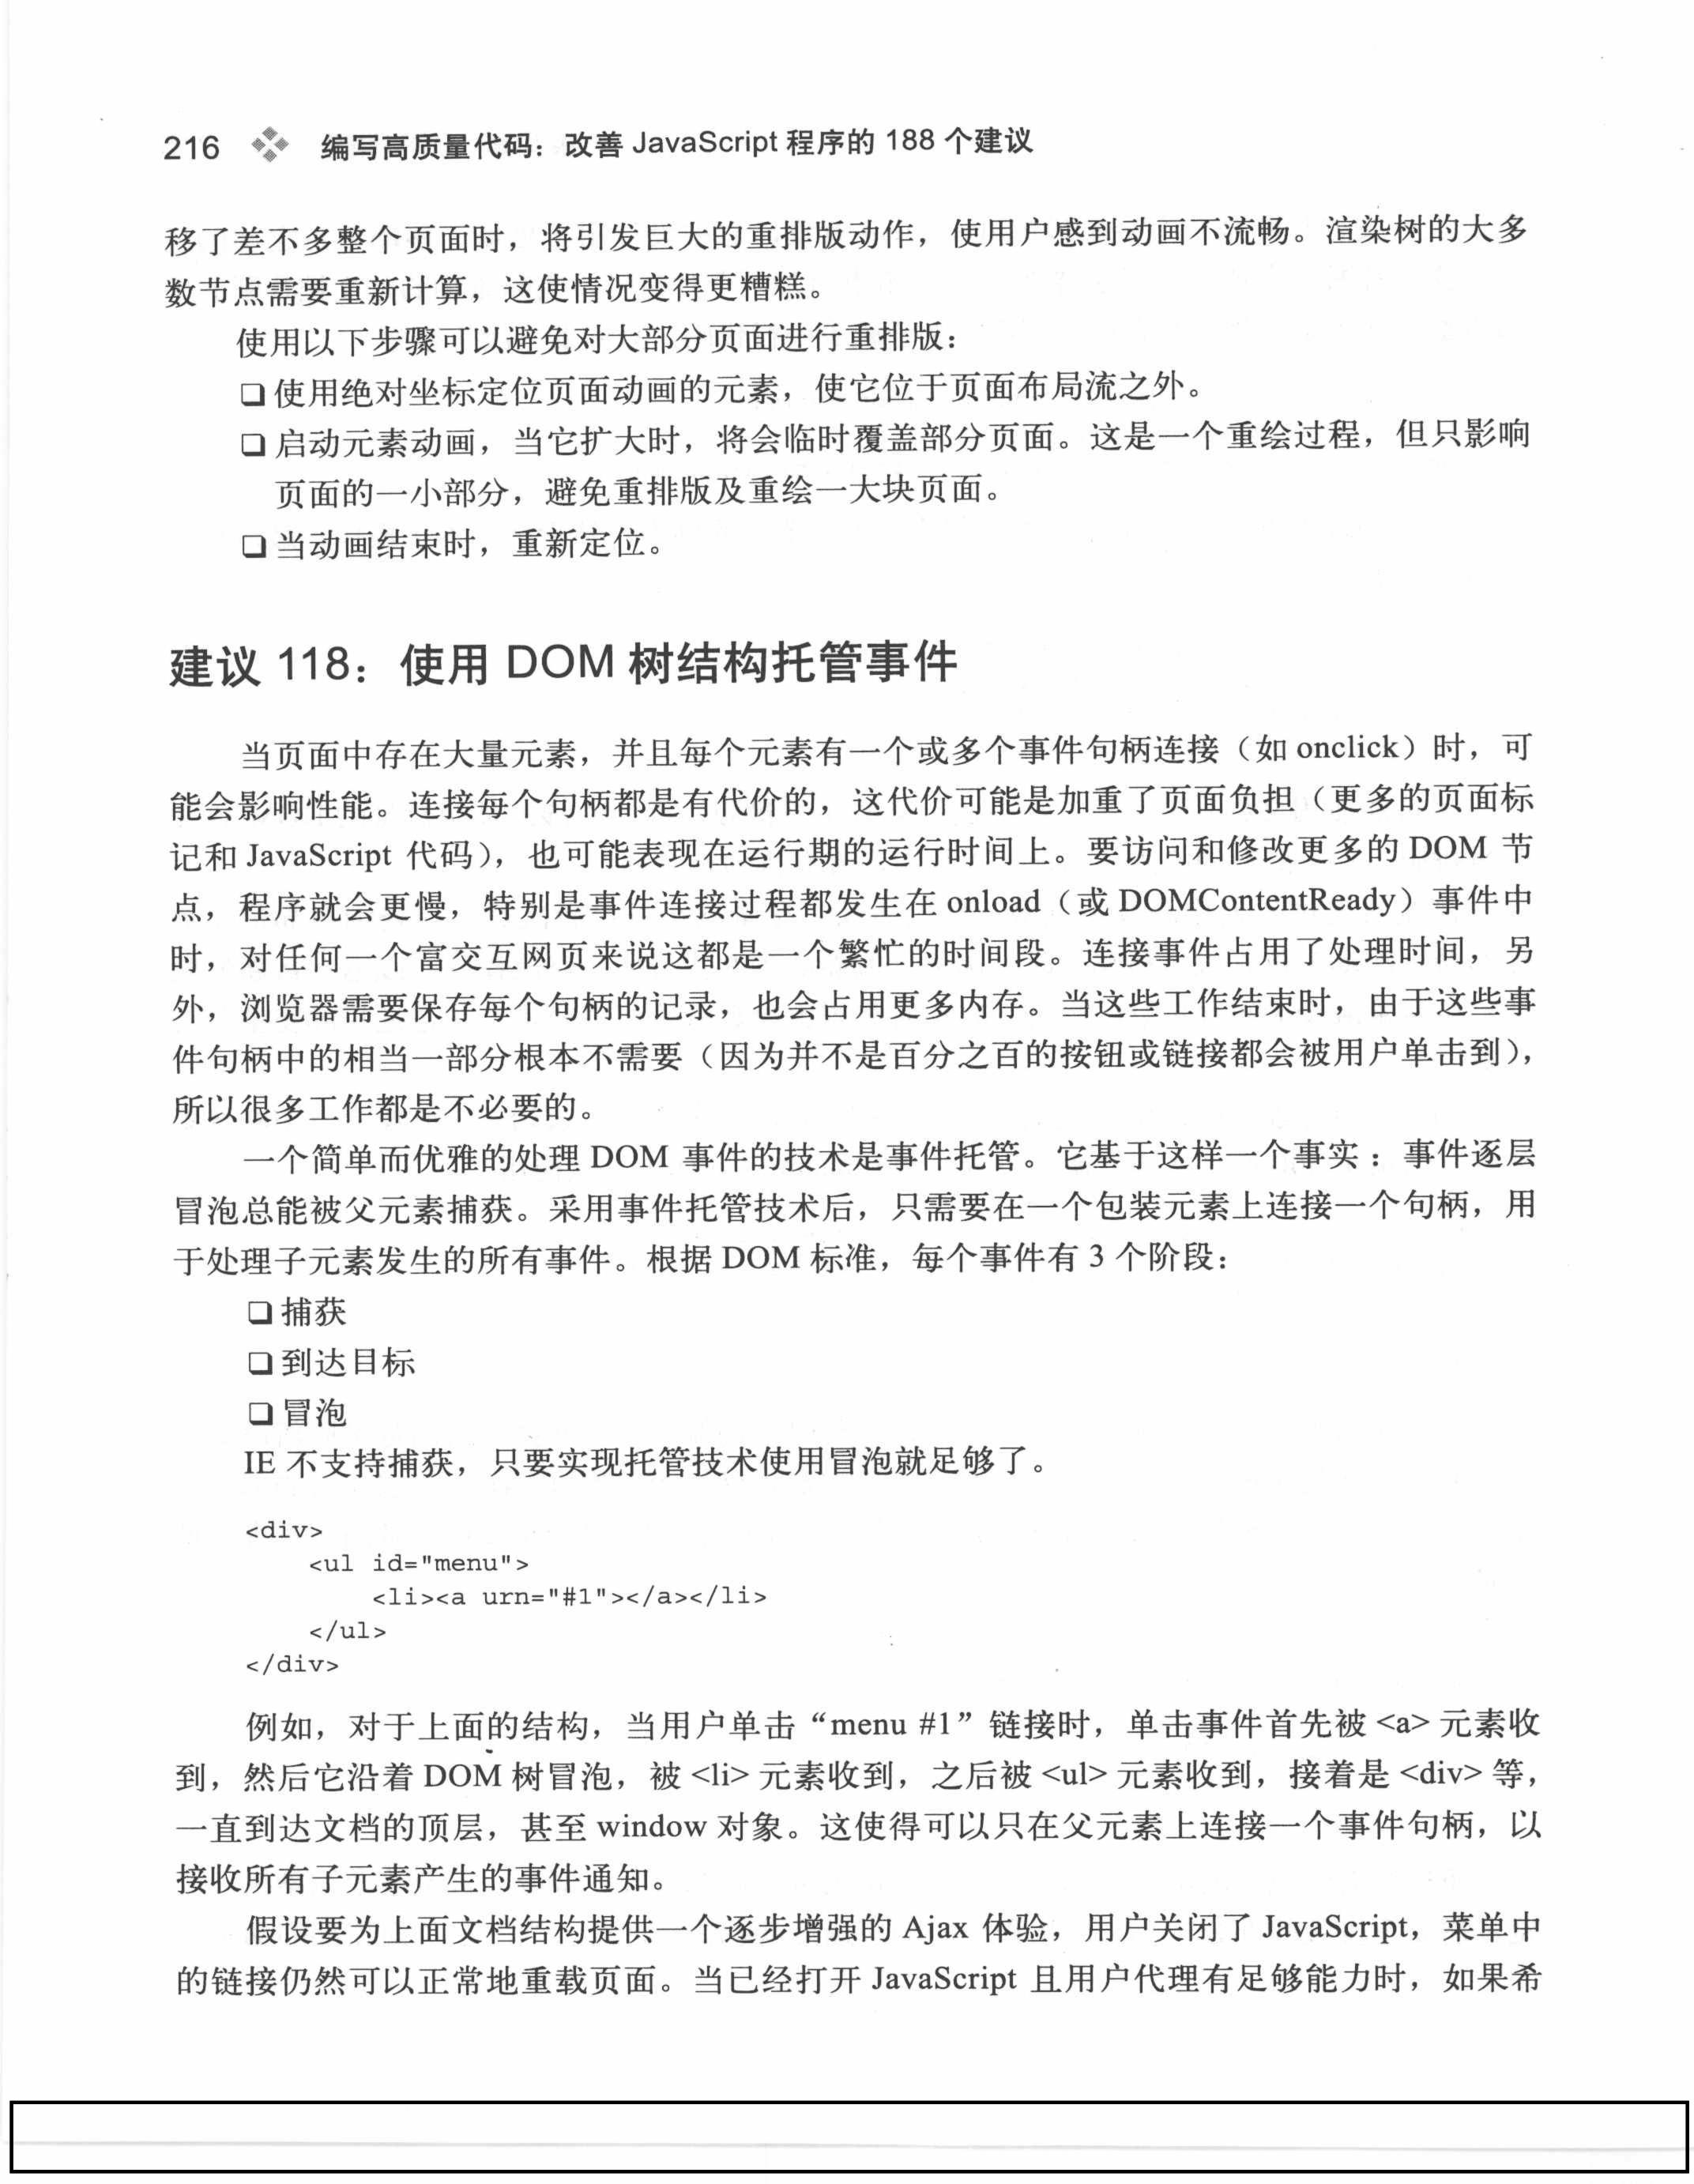 216 编写高质量代码：改善 JavaScript 程序的 188 个建议
移了差不多整个页面时，将引发巨大的重排版动作，使用户感到动画不流畅。渲染树的大多
数节点需要重新计算，这使情况变得更糟糕。
使用以下步骤可以避免对大部分页面进行重排版：
❑ 使用绝对坐标定位页面动画的元素，使它位于页面布局流之外。
❑ 启动元素动画，当它扩大时，将会临时覆盖部分页面。这是一个重绘过程，但只影响
页面的一小部分，避免重排版及重绘一大块页面。
❑ 当动画结束时，重新定位。
建议 118：使用 DOM 树结构托管事件
当页面中存在大量元素，并且每个元素有一个或多个事件句柄连接（如 onclick）时，可
能会影响性能。连接每个句柄都是有代价的，这代价可能是加重了页面负担（更多的页面标
记和 JavaScript 代码），也可能表现在运行期的运行时间上。要访问和修改更多的 DOM 节
点，程序就会更慢，特别是事件连接过程都发生在 onload（或 DOMContentReady）事件中
时，对任何一个富交互网页来说这都是一个繁忙的时间段。连接事件占用了处理时间，另
外，浏览器需要保存每个句柄的记录，也会占用更多内存。当这些工作结束时，由于这些事
件句柄中的相当一部分根本不需要（因为并不是百分之百的按钮或链接都会被用户单击到），
所以很多工作都是不必要的。
一个简单而优雅的处理 DOM 事件的技术是事件托管。它基于这样一个事实：事件逐层
冒泡总能被父元素捕获。采用事件托管技术后，只需要在一个包装元素上连接一个句柄，用
于处理子元素发生的所有事件。根据 DOM 标准，每个事件有 3 个阶段：
❑ 捕获
❑ 到达目标
❑ 冒泡
IE 不支持捕获，只要实现托管技术使用冒泡就足够了。
<div>
<ul id="menu">
<li><a urn="#1"></a></li>
</ul>
</div>
例如，对于上面的结构，当用户单击“menu #1”链接时，单击事件首先被 <a> 元素收
到，然后它沿着 DOM 树冒泡，被 <li> 元素收到，之后被 <ul> 元素收到，接着是 <div> 等，
一直到达文档的顶层，甚至 window 对象。这使得可以只在父元素上连接一个事件句柄，以
接收所有子元素产生的事件通知。
假设要为上面文档结构提供一个逐步增强的 Ajax 体验，用户关闭了 JavaScript，菜单中
的链接仍然可以正常地重载页面。当已经打开 JavaScript 且用户代理有足够能力时，如果希